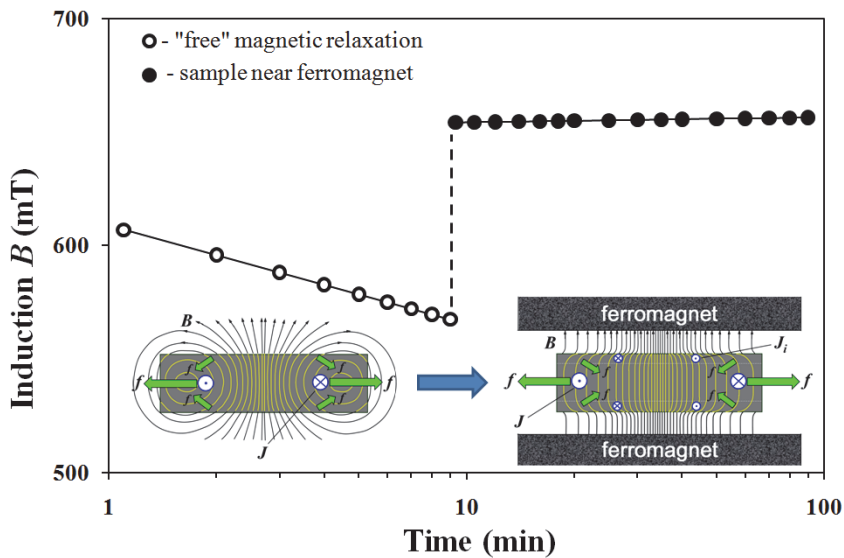 700
- "free" magnetic relaxation
- sample near ferromagnet
600
500
Induction B (mT)
B
f
f
f
f
f
f
J
ferromagnet
B
J_i
f
f
f
f
f
f
J
ferromagnet
1
10
100
Time (min)